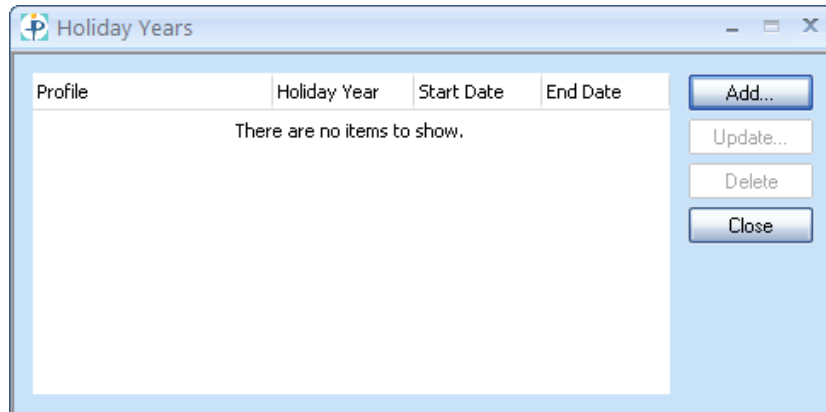 Holiday Years
Profile Holiday Year Start Date End Date
There are no items to show.
Add...
Update...
Delete
Close